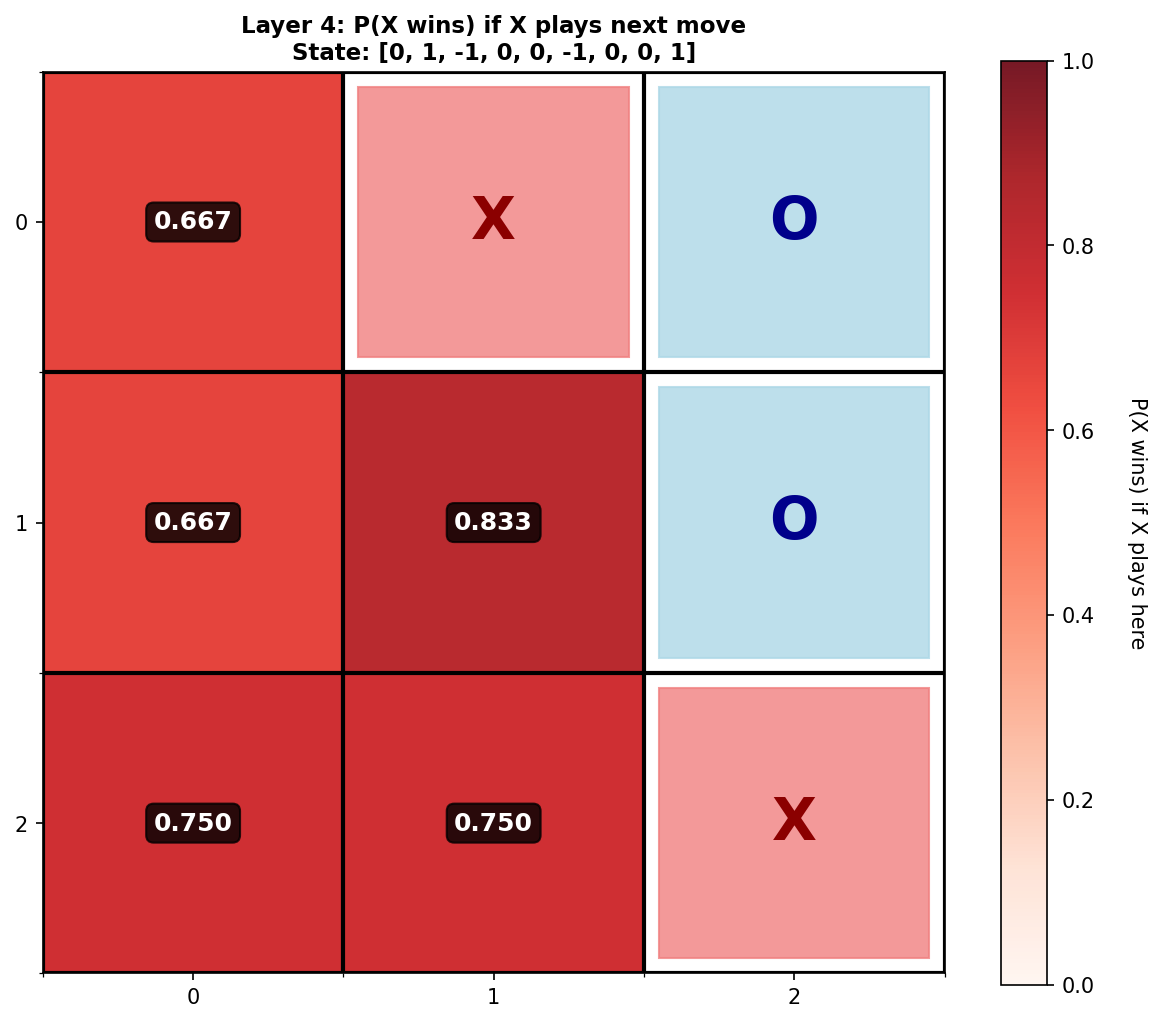 Layer 4: P(X wins) if X plays next move
State: [0, 1, -1, 0, 0, -1, 0, 0, 1]
0
0.667
X
O
1
0.667
0.833
O
2
0.750
0.750
X
0
1
2
1.0
0.8
0.6
0.4
0.2
0.0
P(X wins) if X plays here